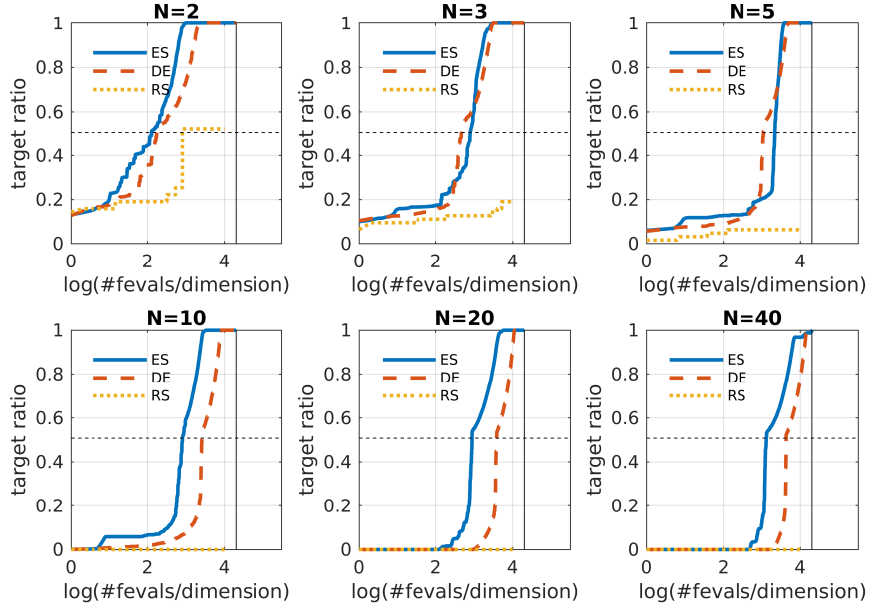 N=2
1
0.8
0.6
0.4
0.2
0
target ratio
ES
DE
RS
0 2 4
log(#fevals/dimension)
N=3
1
0.8
0.6
0.4
0.2
0
target ratio
ES
DE
RS
0 2 4
log(#fevals/dimension)
N=5
1
0.8
0.6
0.4
0.2
0
target ratio
ES
DE
RS
0 2 4
log(#fevals/dimension)
N=10
1
0.8
0.6
0.4
0.2
0
target ratio
ES
DE
RS
0 2 4
log(#fevals/dimension)
N=20
1
0.8
0.6
0.4
0.2
0
target ratio
ES
DE
RS
0 2 4
log(#fevals/dimension)
N=40
1
0.8
0.6
0.4
0.2
0
target ratio
ES
DE
RS
0 2 4
log(#fevals/dimension)